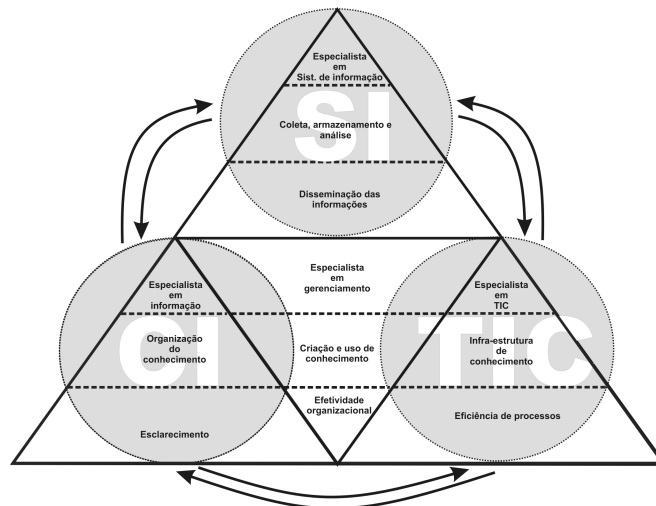 Especialista
em
Sist. de informação
SI
Coleta, armazenamento e
análise
Disseminação das
informações
Especialista
em
informação
Especialista
em
gerenciamento
Especialista
em
TIC
CI
Organização
do
conhecimento
Criação e uso de
conhecimento
TIC
Infra-estrutura
de
conhecimento
Efetividade
organizacional
Esclarecimento
Eficiência de processos